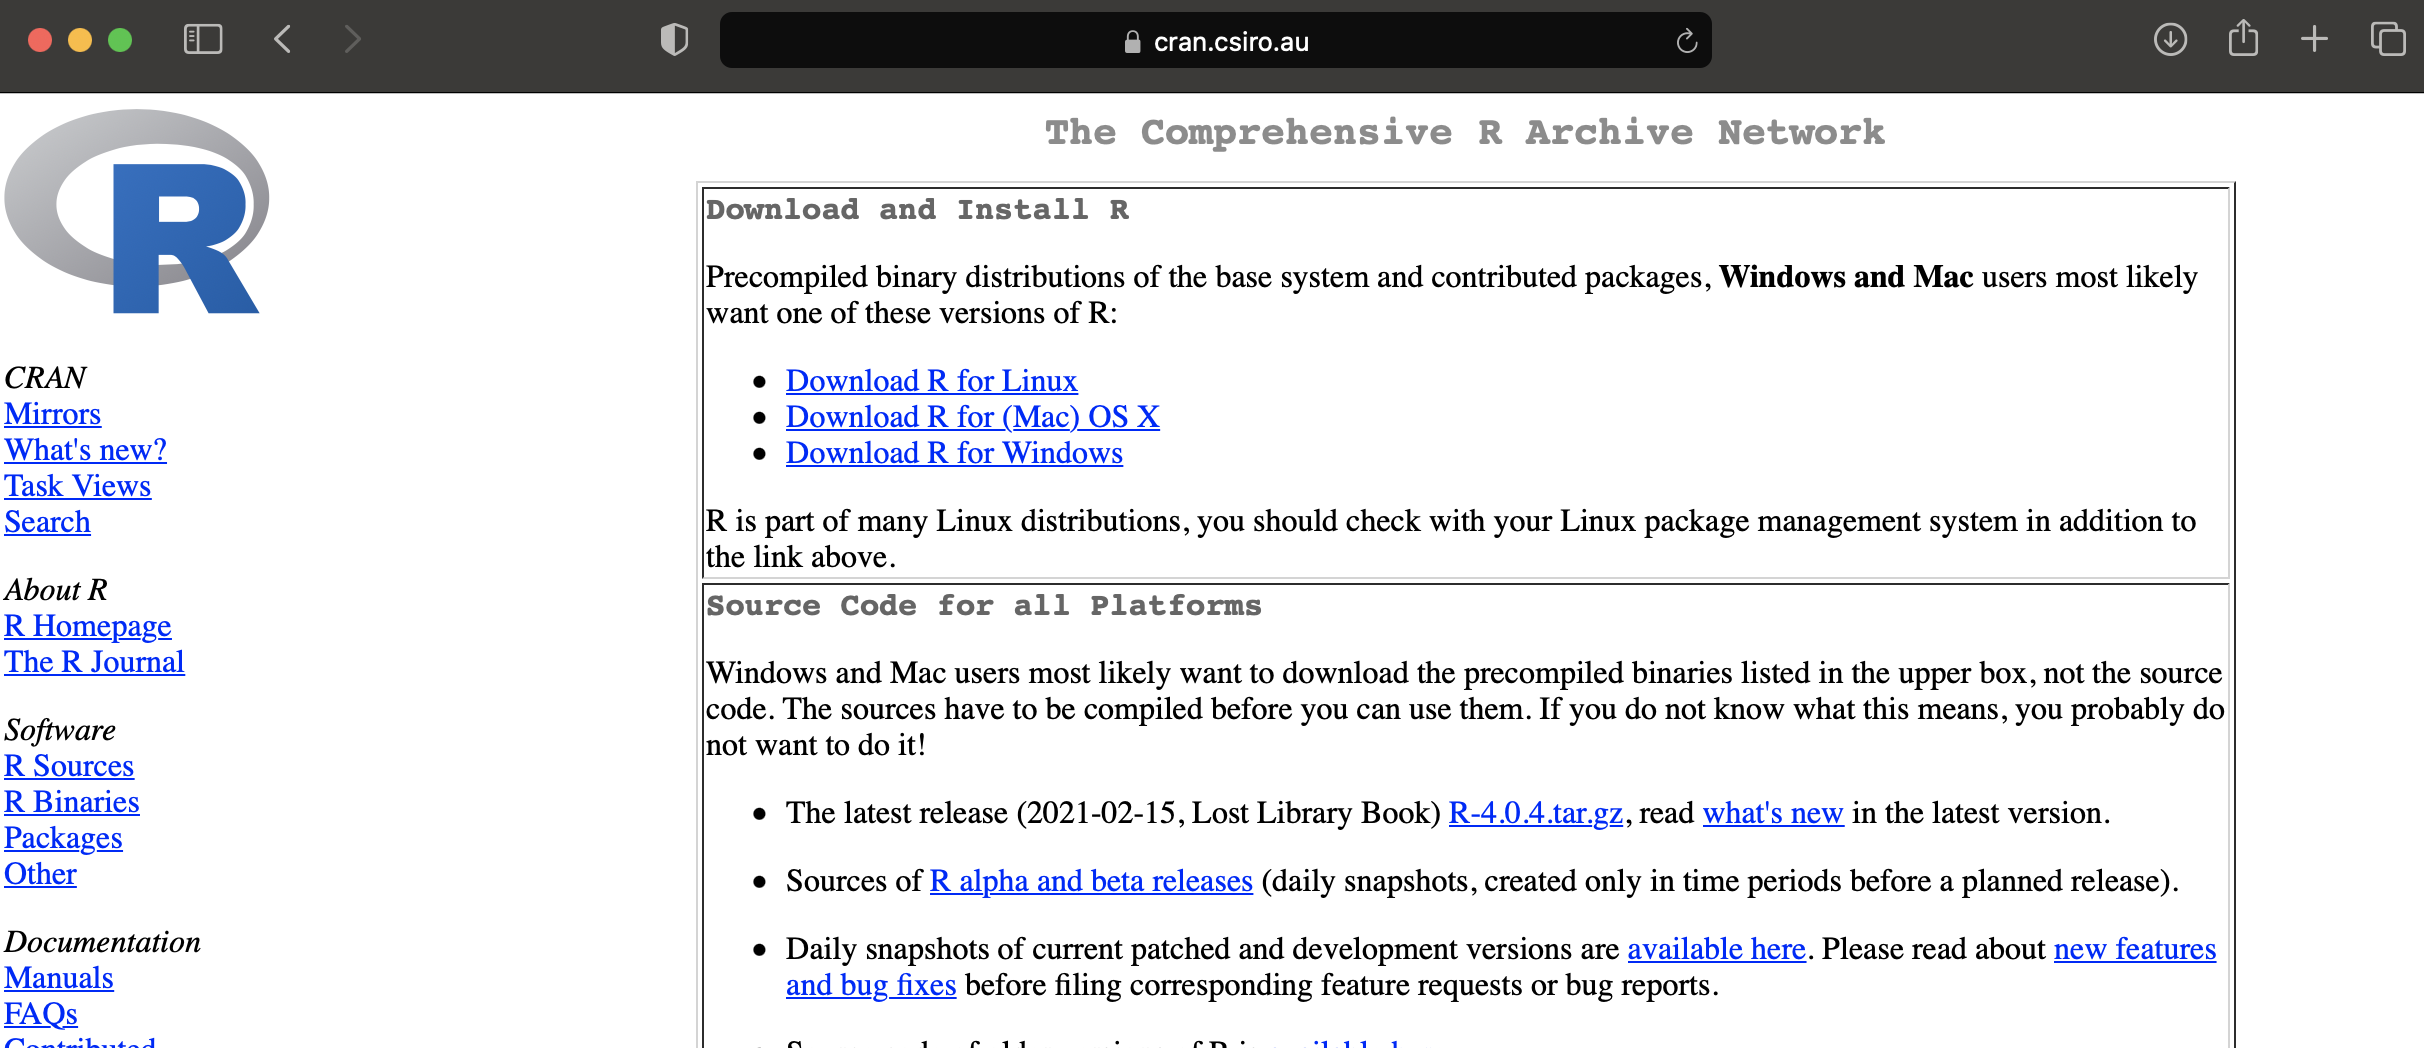 cran.csiro.au
The Comprehensive R Archive Network
R
CRAN
Mirrors
What's new?
Task Views
Search
About R
R Homepage
The R Journal
Software
R Sources
R Binaries
Packages
Other
Documentation
Manuals
FAQs
Contributed
Download and Install R
Precompiled binary distributions of the base system and contributed packages, Windows and Mac users most likely
want one of these versions of R:
Download R for Linux
Download R for (Mac) OS X
Download R for Windows
R is part of many Linux distributions, you should check with your Linux package management system in addition to
the link above.
Source Code for all Platforms
Windows and Mac users most likely want to download the precompiled binaries listed in the upper box, not the source
code. The sources have to be compiled before you can use them. If you do not know what this means, you probably do
not want to do it!
The latest release (2021-02-15, Lost Library Book) R-4.0.4.tar.gz, read what's new in the latest version.
Sources of R alpha and beta releases (daily snapshots, created only in time periods before a planned release).
Daily snapshots of current patched and development versions are available here. Please read about new features
and bug fixes before filing corresponding feature requests or bug reports.